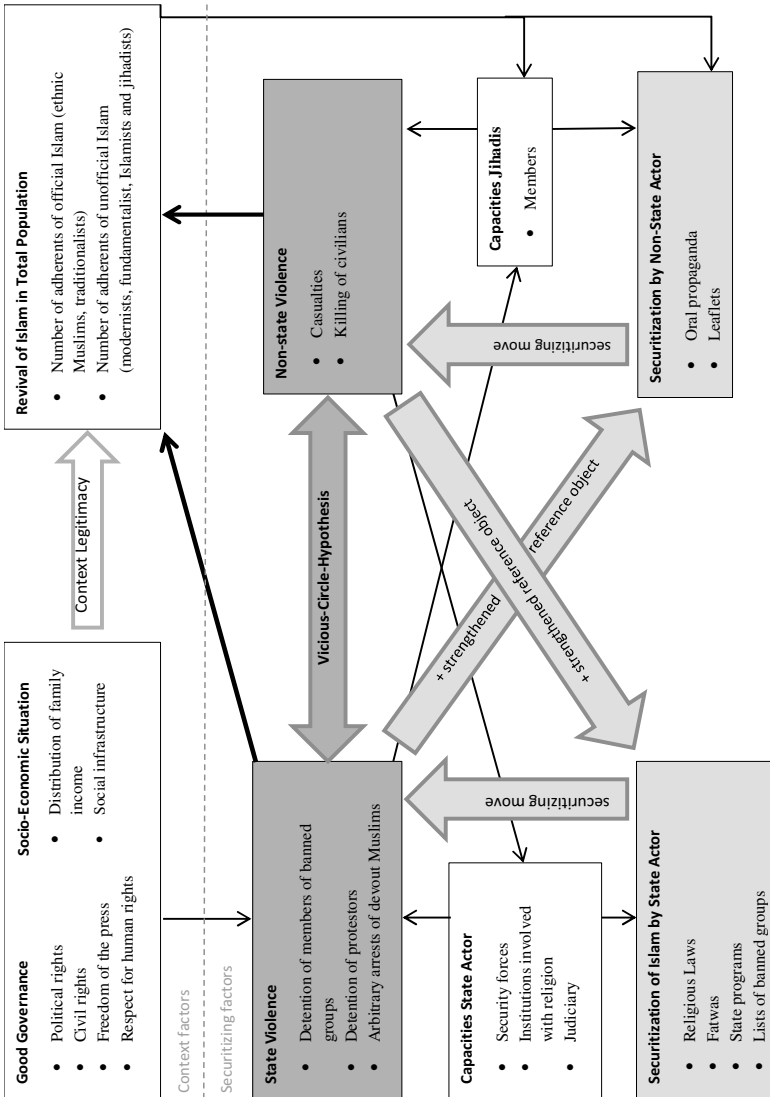 Good Governance
• Political rights
• Civil rights
• Freedom of the press
• Respect for human rights
Socio-Economic Situation
• Distribution of family
income
• Social infrastructure
Context Legitimacy
Revival of Islam in Total Population
• Number of adherents of official Islam (ethnic
Muslims, traditionalists)
• Number of adherents of unofficial Islam
(modernists, fundamentalist, Islamists and jihadists)
Context factors
Securitizing factors
State Violence
• Detention of members of banned
groups
• Detention of protestors
• Arbitrary arrests of devout Muslims
Vicious-Circle-Hypothesis
Non-state Violence
• Casualties
• Killing of civilians
Capacities State Actor
• Security forces
• Institutions involved
with religion
• Judiciary
+ strengthened reference object
+ strengthened reference object
Capacities Jihadis
• Members
securitizing move
securitizing move
Securitization of Islam by State Actor
• Religious Laws
• Fatwas
• State programs
• Lists of banned groups
Securitization by Non-State Actor
• Oral propaganda
• Leaflets